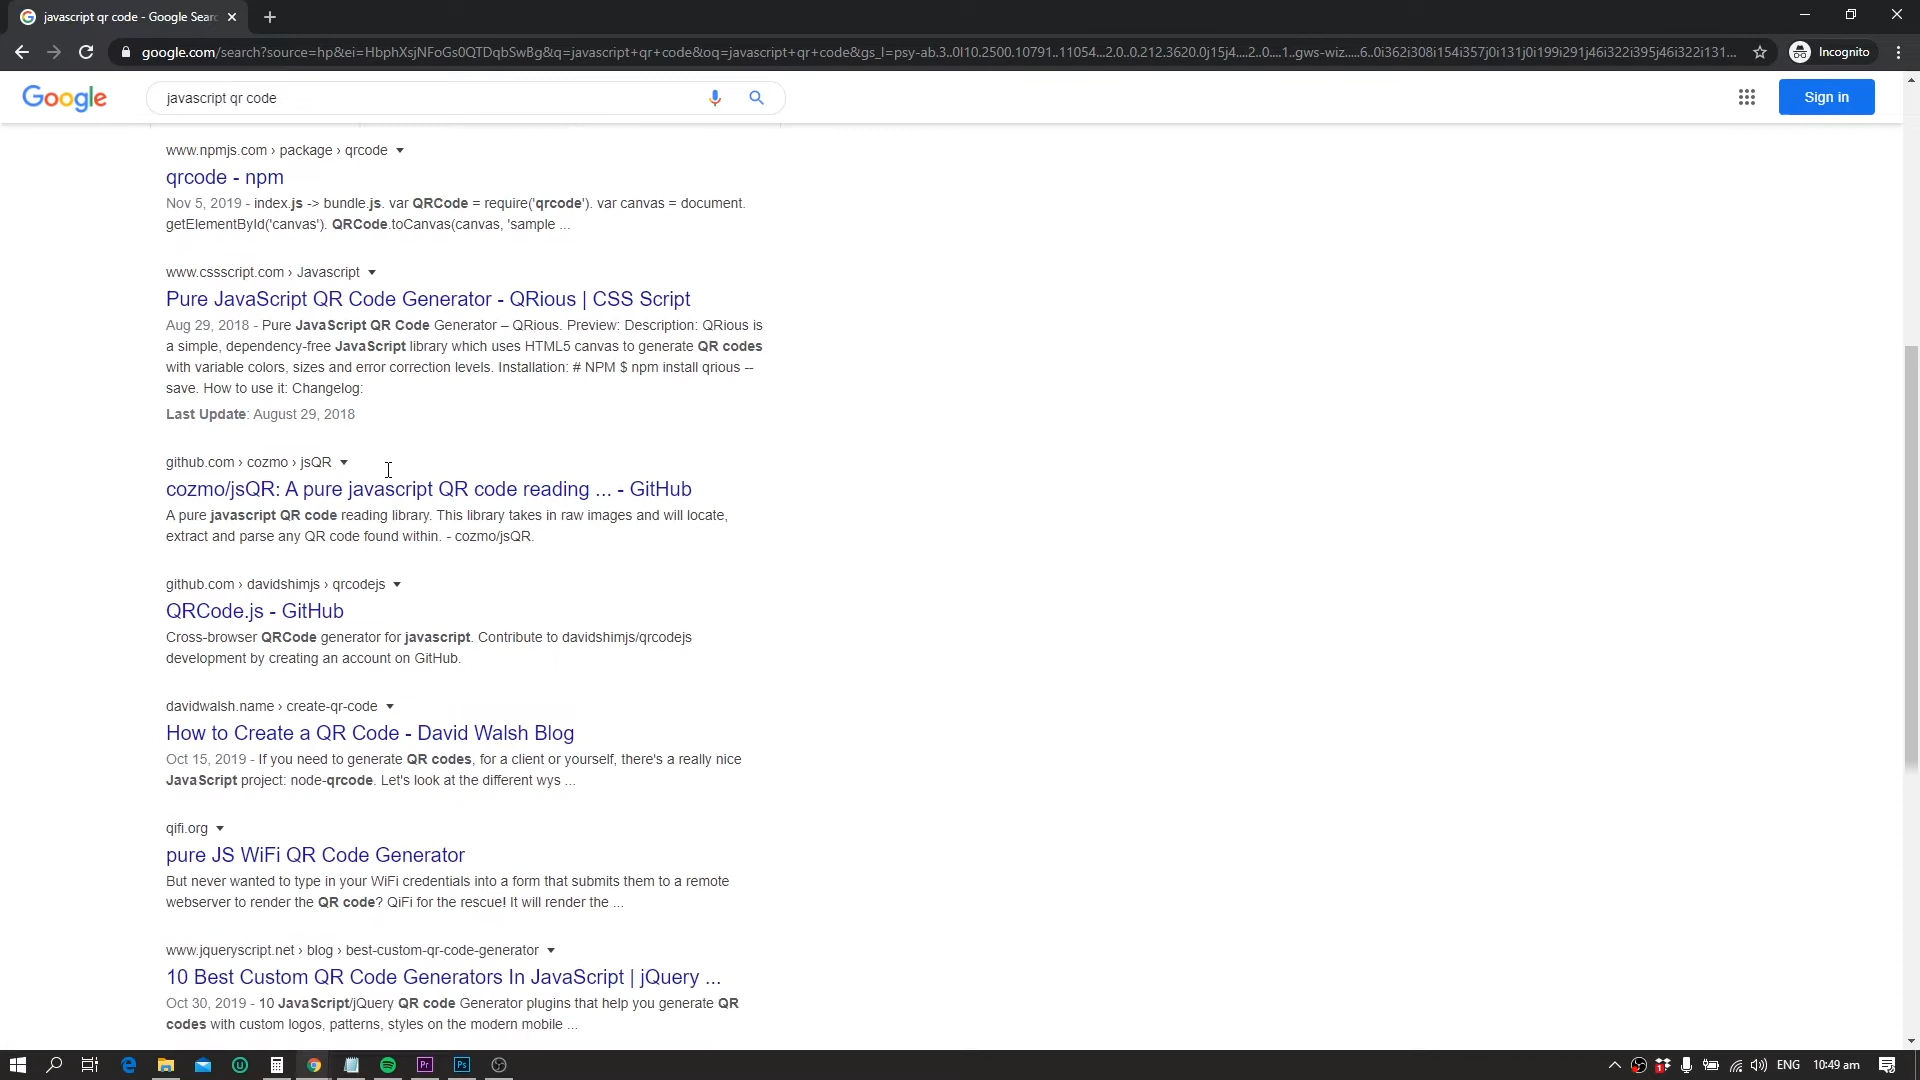 javascript qr code - Google Sear
google.com/search?source=hp&ei=HbphXsjNFoGs0QTDqbSwBg&q=javascript+qr+code&oq=javascript+qr+code&gs_l=psy-ab.3..0l10.2500.10791..11054...2.0..0.212.3620.0j15j4....2..0....1..gws-wiz.....6..0i362i308i154i357j0i131j0i199i291j46i322i395j46i322i131...
Incognito
Google
javascript qr code
Sign in
www.npmjs.com › package › qrcode
qrcode - npm
Nov 5, 2019 - index.js -> bundle.js. var QRCode = require('qrcode'). var canvas = document.
getElementById('canvas'). QRCode.toCanvas(canvas, 'sample ...
www.cssscript.com › Javascript
Pure JavaScript QR Code Generator - QRious | CSS Script
Aug 29, 2018 - Pure JavaScript QR Code Generator – QRious. Preview: Description: QRious is
a simple, dependency-free JavaScript library which uses HTML5 canvas to generate QR codes
with variable colors, sizes and error correction levels. Installation: # NPM $ npm install qrious --
save. How to use it: Changelog:
Last Update: August 29, 2018
github.com › cozmo › jsQR
cozmo/jsQR: A pure javascript QR code reading ... - GitHub
A pure javascript QR code reading library. This library takes in raw images and will locate,
extract and parse any QR code found within. - cozmo/jsQR.
github.com › davidshimjs › qrcodejs
QRCode.js - GitHub
Cross-browser QRCode generator for javascript. Contribute to davidshimjs/qrcodejs
development by creating an account on GitHub.
davidwalsh.name › create-qr-code
How to Create a QR Code - David Walsh Blog
Oct 15, 2019 - If you need to generate QR codes, for a client or yourself, there's a really nice
JavaScript project: node-qrcode. Let's look at the different wys ...
qifi.org
pure JS WiFi QR Code Generator
But never wanted to type in your WiFi credentials into a form that submits them to a remote
webserver to render the QR code? QiFi for the rescue! It will render the ...
www.jqueryscript.net › blog › best-custom-qr-code-generator
10 Best Custom QR Code Generators In JavaScript | jQuery ...
Oct 30, 2019 - 10 JavaScript/jQuery QR code Generator plugins that help you generate QR
codes with custom logos, patterns, styles on the modern mobile ...
Pr
Ps
1
ENG
10:49 am